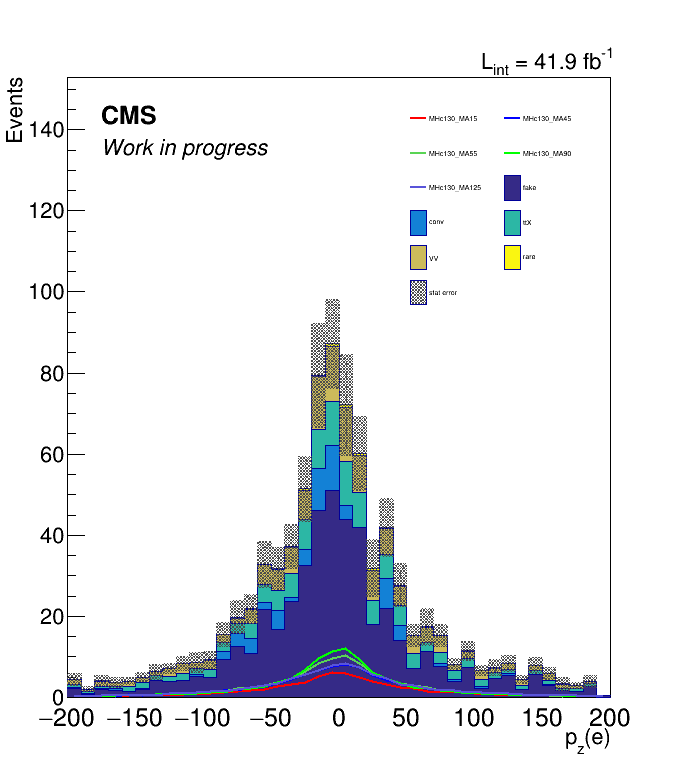 L_int = 41.9 fb^-1
Events
CMS
Work in progress
MHc130_MA15
MHc130_MA45
MHc130_MA55
MHc130_MA90
MHc130_MA125
fake
conv
ttX
VV
rare
stat error
140
120
100
80
60
40
20
0
−200 −150 −100 −50 0 50 100 150 200
p_z(e)